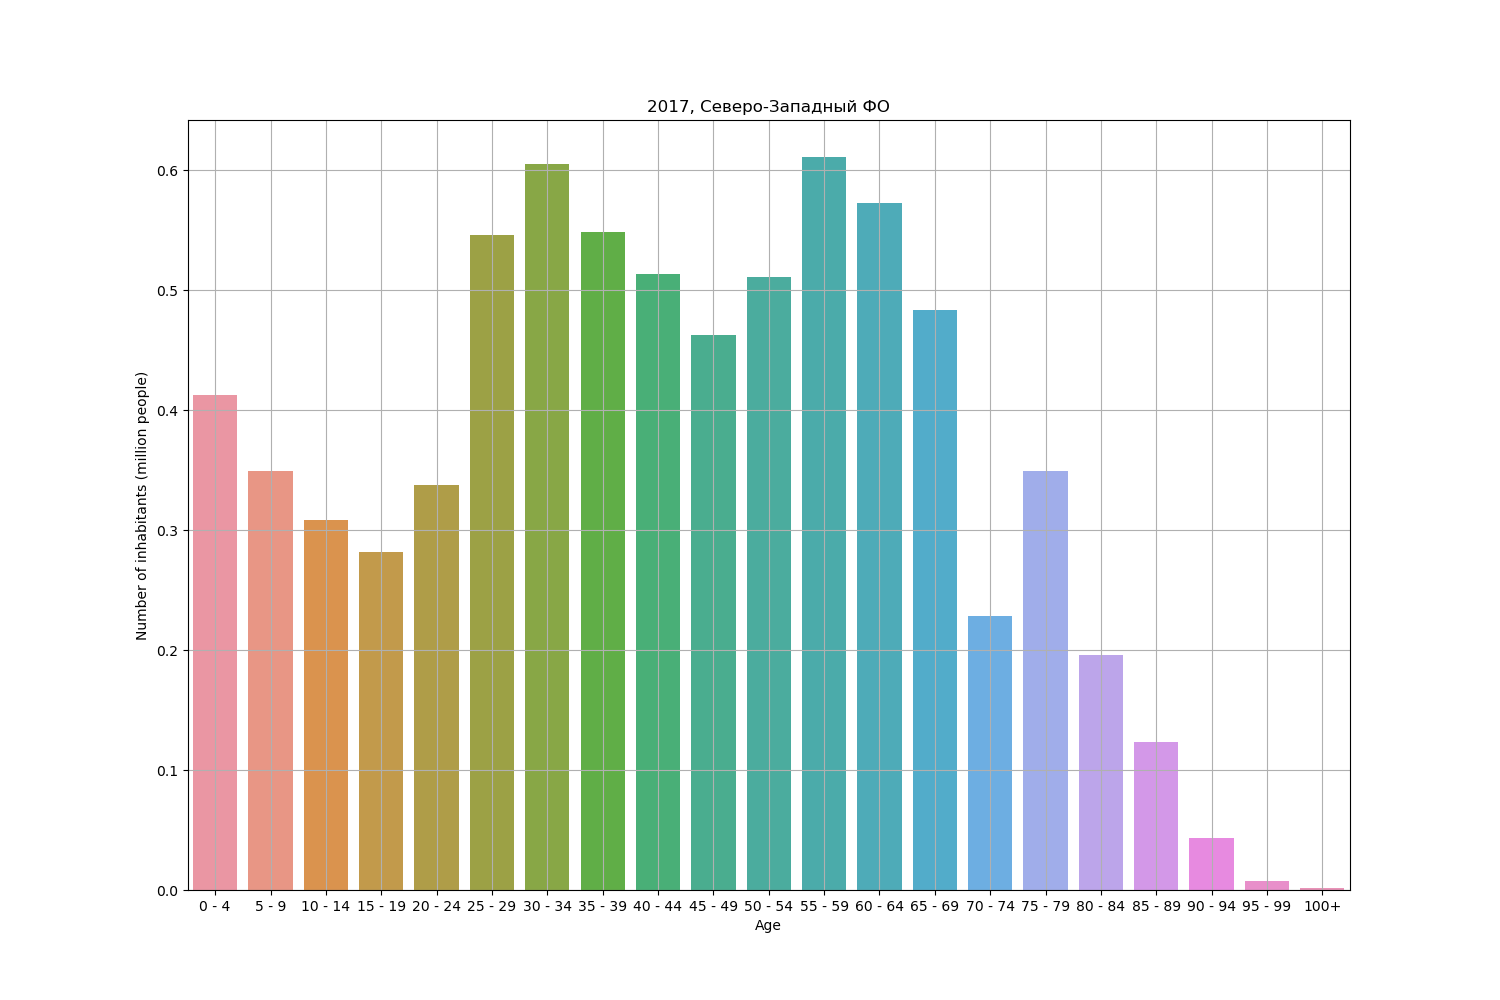 2017, Северо-Западный ФО
Number of inhabitants (million people)
0.6
0.5
0.4
0.3
0.2
0.1
0.0
0 - 4 5 - 9 10 - 14 15 - 19 20 - 24 25 - 29 30 - 34 35 - 39 40 - 44 45 - 49 50 - 54 55 - 59 60 - 64 65 - 69 70 - 74 75 - 79 80 - 84 85 - 89 90 - 94 95 - 99 100+
Age